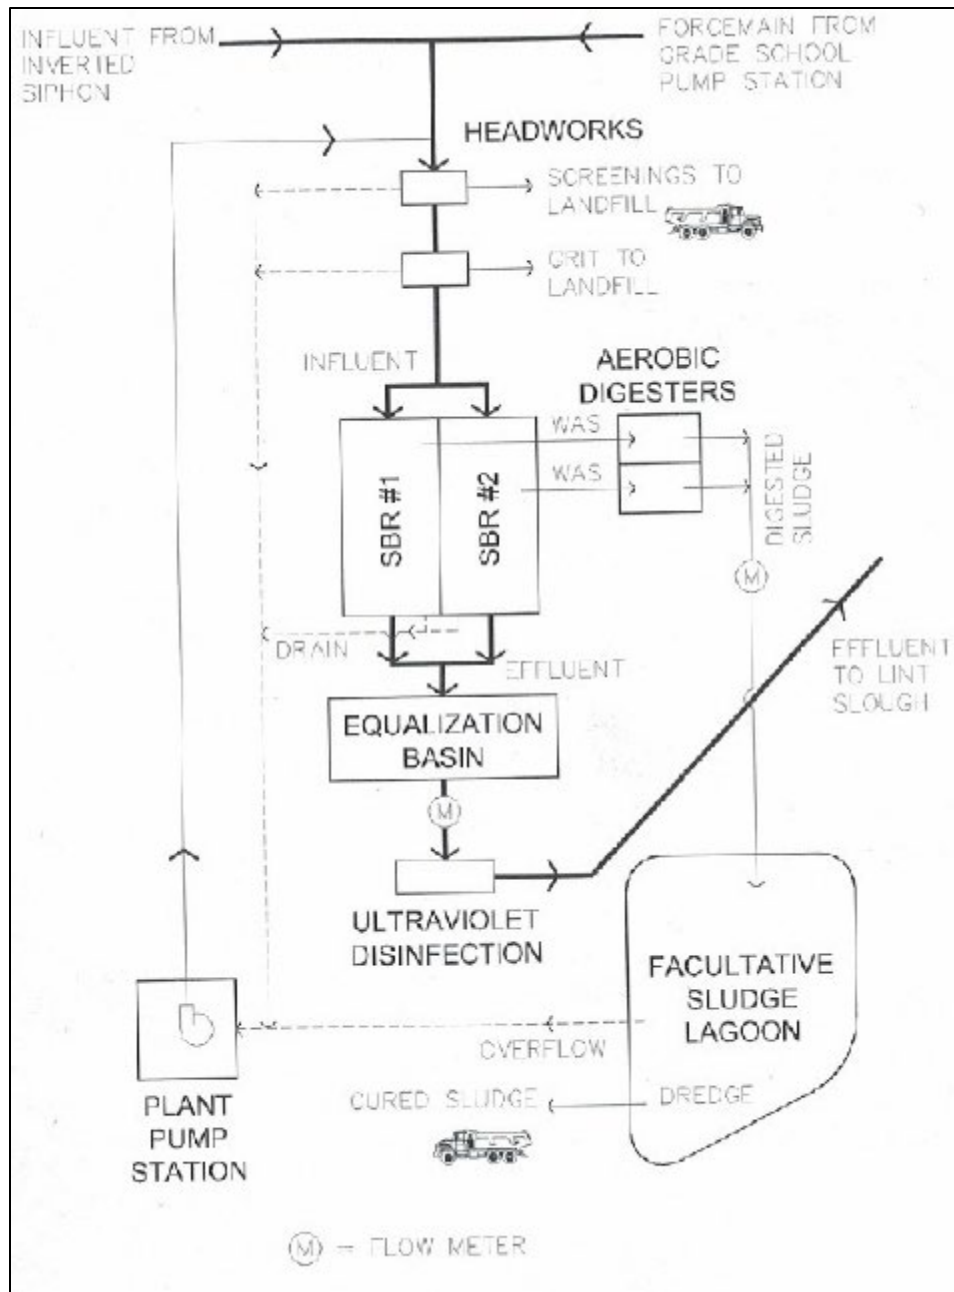 INFLUENT FROM
INVERTED
SIPHON
FORCEMAIN FROM
GRADE SCHOOL
PUMP STATION
HEADWORKS
SCREENINGS TO
LANDFILL
GRIT TO
LANDFILL
INFLUENT
AEROBIC
DIGESTERS
WAS
WAS
SBR #1
SBR #2
DIGESTED
SLUDGE
M
DRAIN
EFFLUENT
EFFLUENT
TO LINT
SLOUGH
EQUALIZATION
BASIN
M
ULTRAVIOLET
DISINFECTION
FACULTATIVE
SLUDGE
LAGOON
OVERFLOW
CURED SLUDGE
DREDGE
PLANT
PUMP
STATION
M = FLOW METER